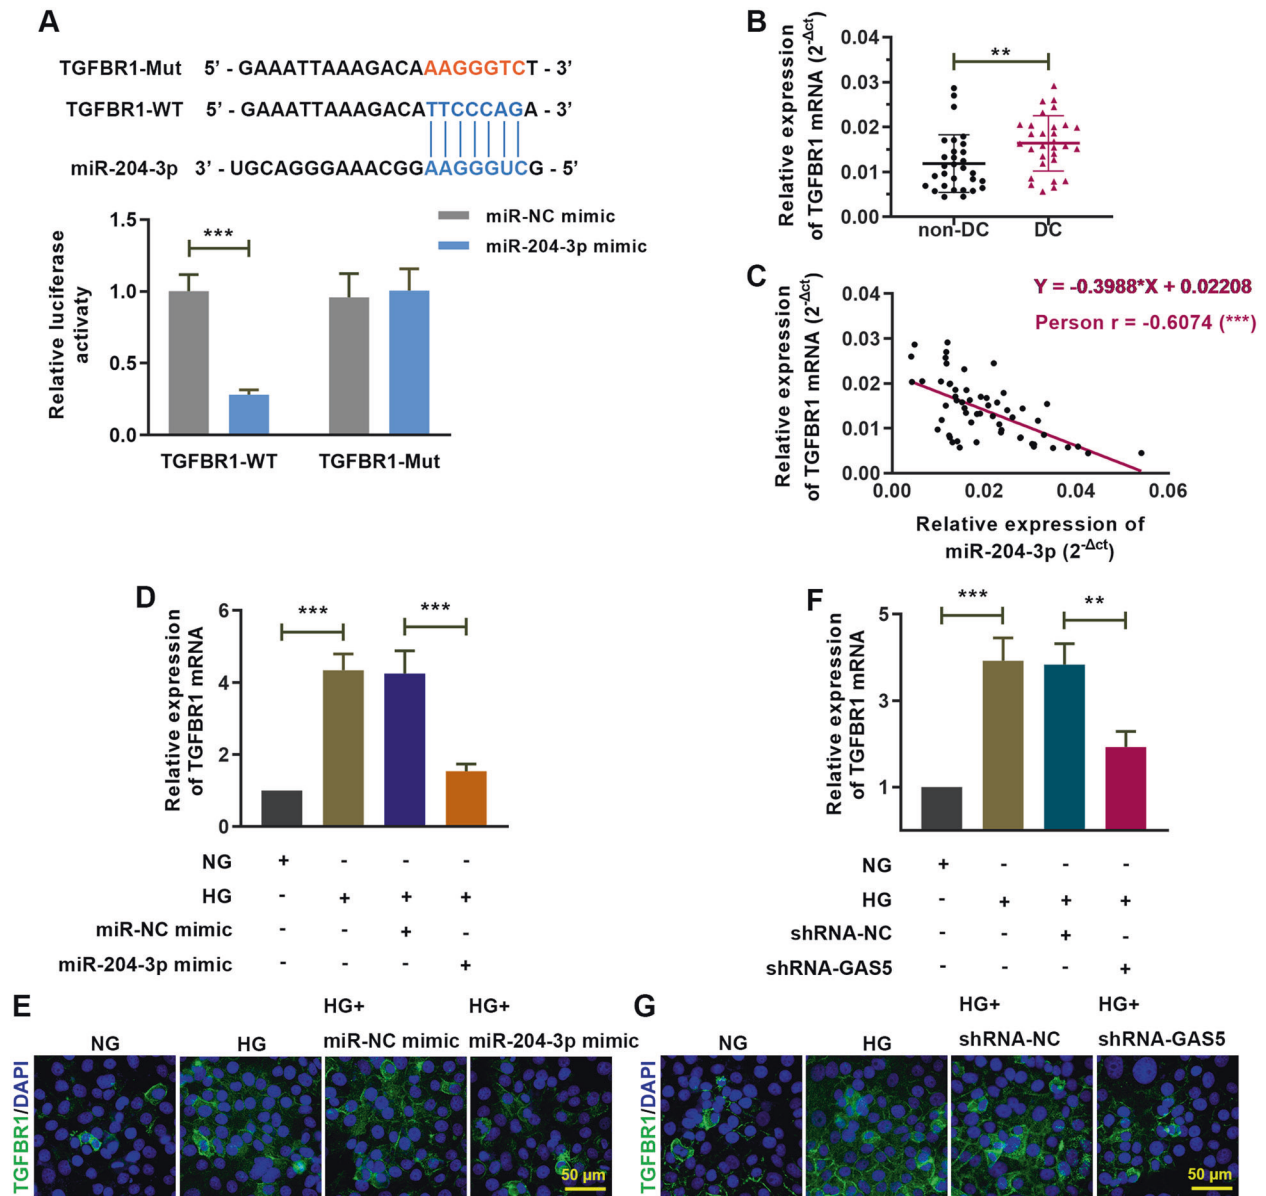 A
TGFBR1-Mut 5’ - GAAATTAAAGACAAAGGGTCT - 3’
TGFBR1-WT 5’ - GAAATTAAAGACATTCCCAGA - 3’
miR-204-3p 3’ - UGCAGGGAAACGGAAGGGUCG - 5’
miR-NC mimic
miR-204-3p mimic
Relative luciferase
activaty
1.5
1.0
0.5
0.0
***
TGFBR1-WT TGFBR1-Mut
B
Relative expression
of TGFBR1 mRNA (2-Δct)
0.04
0.03
0.02
0.01
0.00
**
non-DC DC
C
Relative expression
of TGFBR1 mRNA (2-Δct)
0.04
0.03
0.02
0.01
0.00
Y = -0.3988*X + 0.02208
Person r = -0.6074 (***)
0.00 0.02 0.04 0.06
Relative expression of
miR-204-3p (2-Δct)
D
Relative expression
of TGFBR1 mRNA
6
4
2
0
*** ***
NG + - - -
HG - + + +
miR-NC mimic - - + -
miR-204-3p mimic - - - +
F
Relative expression
of TGFBR1 mRNA
5
3
1
*** **
NG + - - -
HG - + + +
shRNA-NC - - + -
shRNA-GAS5 - - - +
E
TGFBR1/DAPI
NG
HG
HG+
miR-NC mimic
HG+
miR-204-3p mimic
50 μm
G
TGFBR1/DAPI
NG
HG
HG+
shRNA-NC
HG+
shRNA-GAS5
50 μm